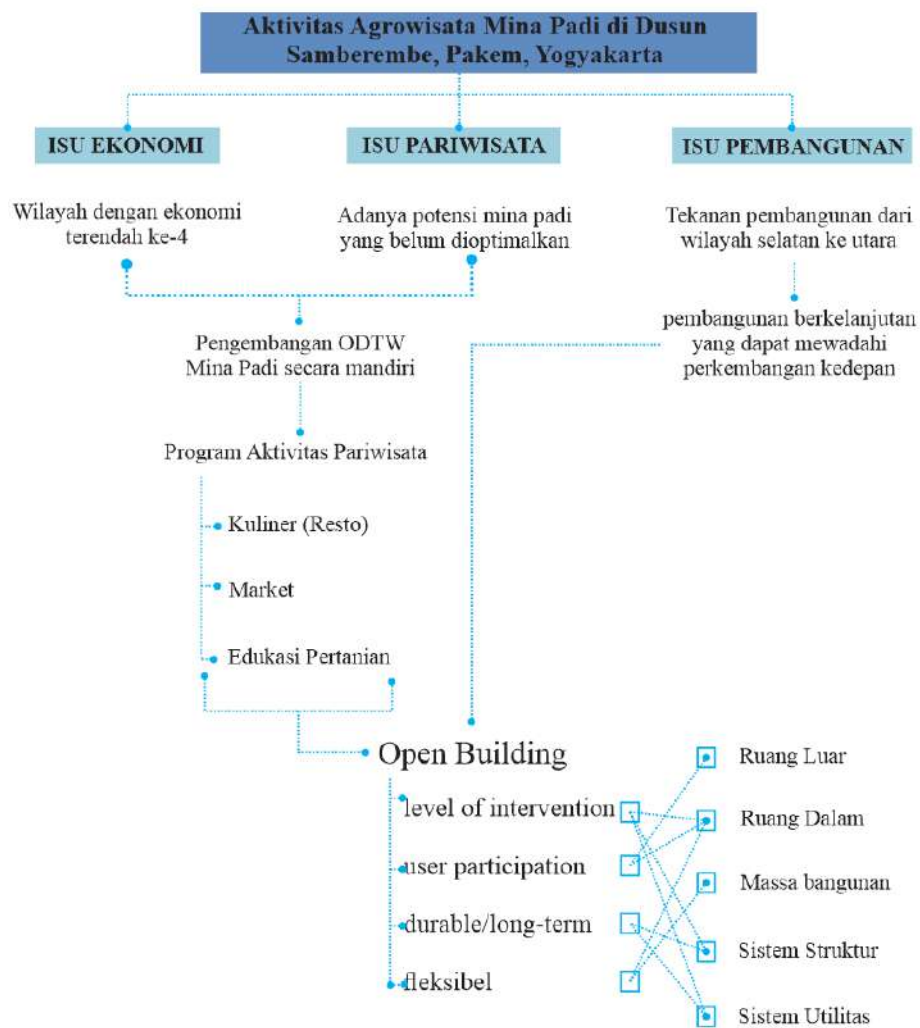 Aktivitas Agrowisata Mina Padi di Dusun
Samberembe, Pakem, Yogyakarta
ISU EKONOMI
ISU PARIWISATA
ISU PEMBANGUNAN
Wilayah dengan ekonomi
terendah ke-4
Adanya potensi mina padi
yang belum dioptimalkan
Tekanan pembangunan dari
wilayah selatan ke utara
Pengembangan ODTW
Mina Padi secara mandiri
pembangunan berkelanjutan
yang dapat mewadahi
perkembangan kedepan
Program Aktivitas Pariwisata
Kuliner (Resto)
Market
Edukasi Pertanian
Open Building
level of intervention
user participation
durable/long-term
fleksibel
Ruang Luar
Ruang Dalam
Massa bangunan
Sistem Struktur
Sistem Utilitas